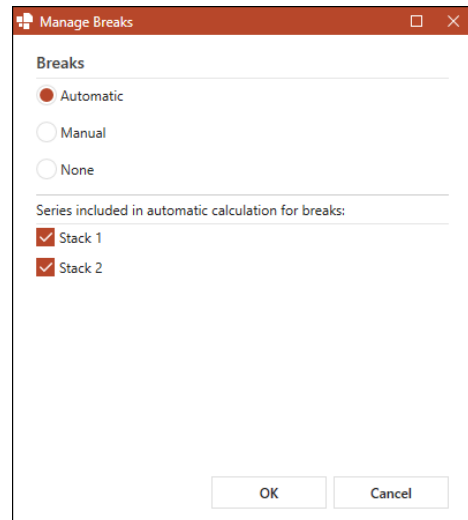 Manage Breaks
Breaks
Automatic
Manual
None
Series included in automatic calculation for breaks:
Stack 1
Stack 2
OK Cancel